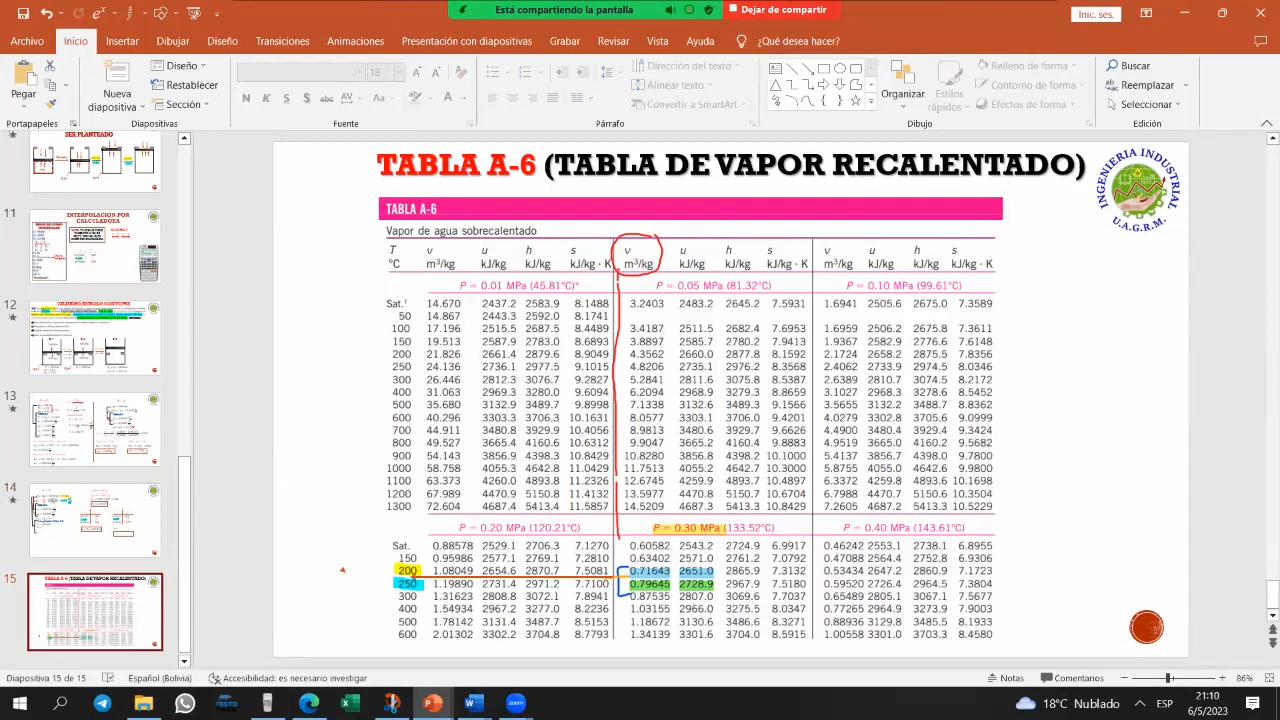 Está compartiendo la pantalla
Dejar de compartir
Inic. ses.
Archivo Inicio Insertar Dibujar Diseño Transiciones Animaciones Presentación con diapositivas Grabar Revisar Vista Ayuda ¿Qué desea hacer?
Pegar
Nueva diapositiva
Diseño
Restablecer
Sección
18
N K S S abc AV Aa A
Dirección del texto
Alinear texto
Convertir a SmartArt
Organizar
Estilos rápidos
Relleno de forma
Contorno de forma
Efectos de forma
Buscar
Reemplazar
Seleccionar
Portapapeles Diapositivas Fuente Párrafo Dibujo Edición
SER PLANTEADO
11
INTERPOLACION POR CALCULADORA
12
CILINDRO EMBOLO CON TOPES
13
14
15
TABLA A-6 (TABLA DE VAPOR RECALENTADO)
INGENIERIA INDUSTRIAL
U.A.G.R.M
TABLA A-6
Vapor de agua sobrecalentado
T v u h s v u h s v u h s
°C m³/kg kJ/kg kJ/kg kJ/kg · K m³/kg kJ/kg kJ/kg kJ/kg · K m³/kg kJ/kg kJ/kg kJ/kg · K
P = 0.01 MPa (45.81°C)* P = 0.05 MPa (81.32°C) P = 0.10 MPa (99.61°C)
Sat.† 14.670 2437.2 2583.9 8.1488 3.2403 2483.2 2645.2 7.5931 1.6941 2505.6 2675.0 7.3589
50 14.867 2443.3 2592.0 8.1741
100 17.196 2515.5 2687.5 8.4489 3.4187 2511.5 2682.4 7.6953 1.6959 2506.2 2675.8 7.3611
150 19.513 2587.9 2783.0 8.6893 3.8897 2585.7 2780.2 7.9413 1.9367 2582.9 2776.6 7.6148
200 21.826 2661.4 2879.6 8.9049 4.3562 2660.0 2877.8 8.1592 2.1724 2658.2 2875.5 7.8356
250 24.136 2736.1 2977.5 9.1015 4.8206 2735.1 2976.2 8.3568 2.4062 2733.9 2974.5 8.0346
300 26.446 2812.3 3076.7 9.2827 5.2841 2811.6 3075.8 8.5387 2.6389 2810.7 3074.5 8.2172
400 31.063 2969.3 3280.0 9.6094 6.2094 2968.9 3279.3 8.8659 3.1027 2968.3 3278.6 8.5452
500 35.680 3132.9 3489.7 9.8998 7.1338 3132.6 3489.3 9.1566 3.5655 3132.2 3488.7 8.8362
600 40.296 3303.3 3706.3 10.1631 8.0577 3303.1 3706.0 9.4201 4.0279 3302.8 3705.6 9.0999
700 44.911 3480.8 3929.9 10.4056 8.9813 3480.6 3929.7 9.6626 4.4900 3480.4 3929.4 9.3424
800 49.527 3665.4 4160.6 10.6312 9.9047 3665.2 4160.4 9.8883 4.9519 3665.0 4160.2 9.5682
900 54.143 3856.9 4398.3 10.8429 10.8280 3856.8 4398.2 10.1000 5.4137 3856.7 4398.0 9.7800
1000 58.758 4055.3 4642.8 11.0429 11.7513 4055.2 4642.7 10.3000 5.8755 4055.0 4642.6 9.9800
1100 63.373 4260.0 4893.8 11.2326 12.6745 4259.9 4893.7 10.4897 6.3372 4259.8 4893.6 10.1698
1200 67.989 4470.9 5150.8 11.4132 13.5977 4470.8 5150.7 10.6704 6.7988 4470.7 5150.6 10.3504
1300 72.604 4687.4 5413.4 11.5857 14.5209 4687.3 5413.3 10.8429 7.2605 4687.2 5413.3 10.5229
P = 0.20 MPa (120.21°C) P = 0.30 MPa (133.52°C) P = 0.40 MPa (143.61°C)
Sat. 0.88578 2529.1 2706.3 7.1270 0.60582 2543.2 2724.9 6.9917 0.46242 2553.1 2738.1 6.8955
150 0.95986 2577.1 2769.1 7.2810 0.63402 2571.0 2761.2 7.0792 0.47088 2564.4 2752.8 6.9306
200 1.08049 2654.6 2870.7 7.5081 0.71643 2651.0 2865.9 7.3132 0.53434 2647.2 2860.9 7.1723
250 1.19890 2731.4 2971.2 7.7100 0.79645 2728.9 2967.9 7.5180 0.59520 2726.4 2964.5 7.3804
300 1.31623 2808.8 3072.1 7.8941 0.87535 2807.0 3069.6 7.7037 0.65489 2805.1 3067.1 7.5677
400 1.54934 2967.2 3277.0 8.2236 1.03155 2966.0 3275.5 8.0347 0.77265 2964.9 3273.9 7.9003
500 1.78142 3131.4 3487.7 8.5153 1.18672 3130.6 3486.6 8.3271 0.88936 3129.8 3485.5 8.1933
600 2.01302 3302.2 3704.8 8.7793 1.34139 3301.6 3704.0 8.5915 1.00558 3301.0 3703.3 8.4580
Diapositiva 15 de 15 Español (Bolivia) Accesibilidad: es necesario investigar Notas Comentarios 86%
FESTO
zoom
18°C Nublado ESP
21:10
6/5/2023